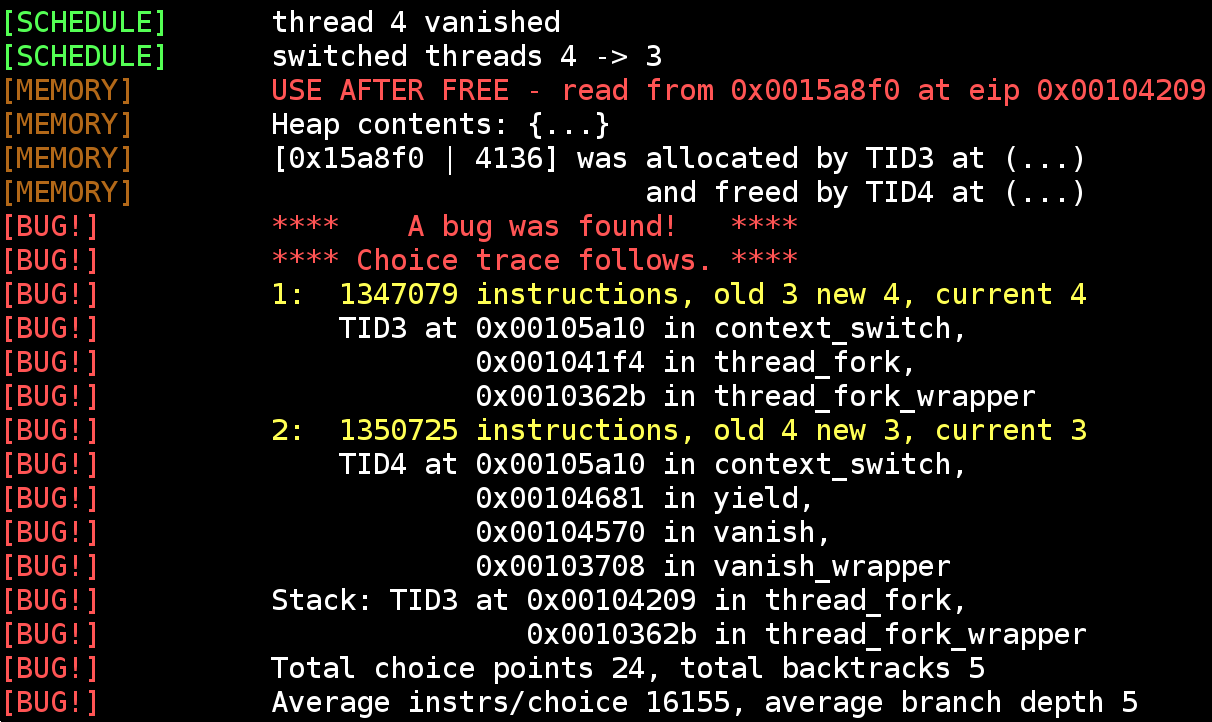 [SCHEDULE] thread 4 vanished
[SCHEDULE] switched threads 4 -> 3
[MEMORY] USE AFTER FREE - read from 0x0015a8f0 at eip 0x00104209
[MEMORY] Heap contents: {...}
[MEMORY] [0x15a8f0 | 4136] was allocated by TID3 at (...)
[MEMORY] and freed by TID4 at (...)
[BUG!] **** A bug was found! ****
[BUG!] **** Choice trace follows. ****
[BUG!] 1: 1347079 instructions, old 3 new 4, current 4
[BUG!] TID3 at 0x00105a10 in context_switch,
[BUG!] 0x001041f4 in thread_fork,
[BUG!] 0x0010362b in thread_fork_wrapper
[BUG!] 2: 1350725 instructions, old 4 new 3, current 3
[BUG!] TID4 at 0x00105a10 in context_switch,
[BUG!] 0x00104681 in yield,
[BUG!] 0x00104570 in vanish,
[BUG!] 0x00103708 in vanish_wrapper
[BUG!] Stack: TID3 at 0x00104209 in thread_fork,
[BUG!] 0x0010362b in thread_fork_wrapper
[BUG!] Total choice points 24, total backtracks 5
[BUG!] Average instrs/choice 16155, average branch depth 5